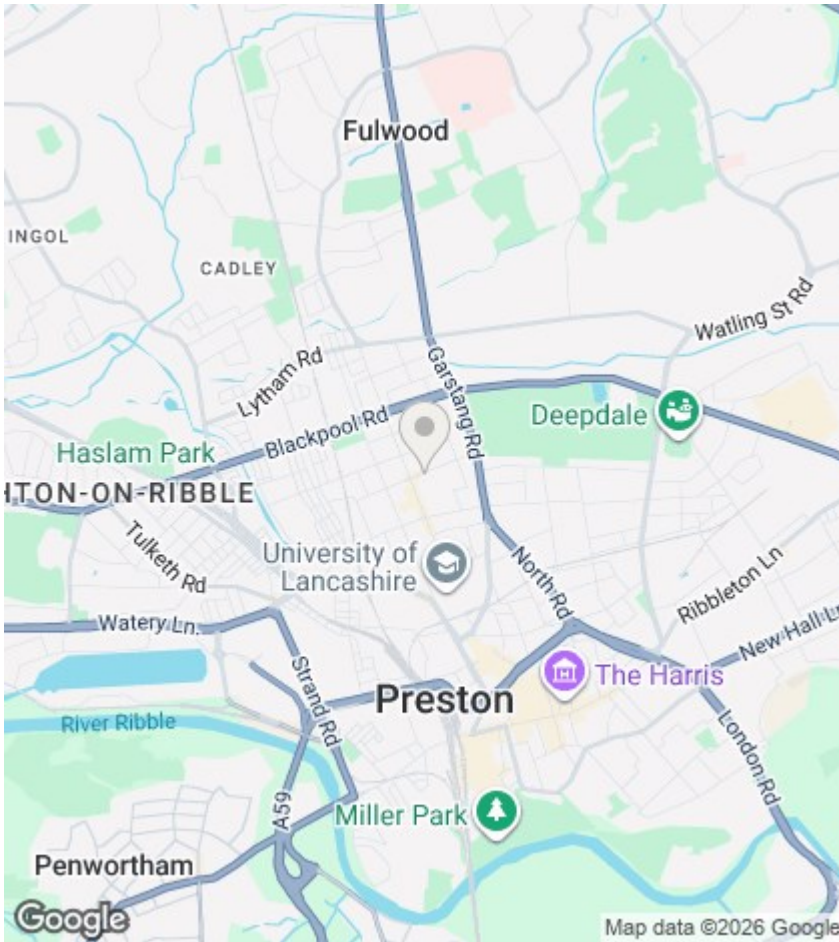 Fulwood
INGOL
CADLEY
Watling St Rd
Lytham Rd
Garstang Rd
Blackpool Rd
Deepdale
Haslam Park
HTON-ON-RIBBLE
Tulketh Rd
University of
Lancashire
North Rd
Ribbleton Ln
Watery Ln.
New Hall L
Strand Rd
The Harris
Preston
River Ribble
London Rd
A59
Miller Park
Penwortham
Google
Map data ©2026 Google